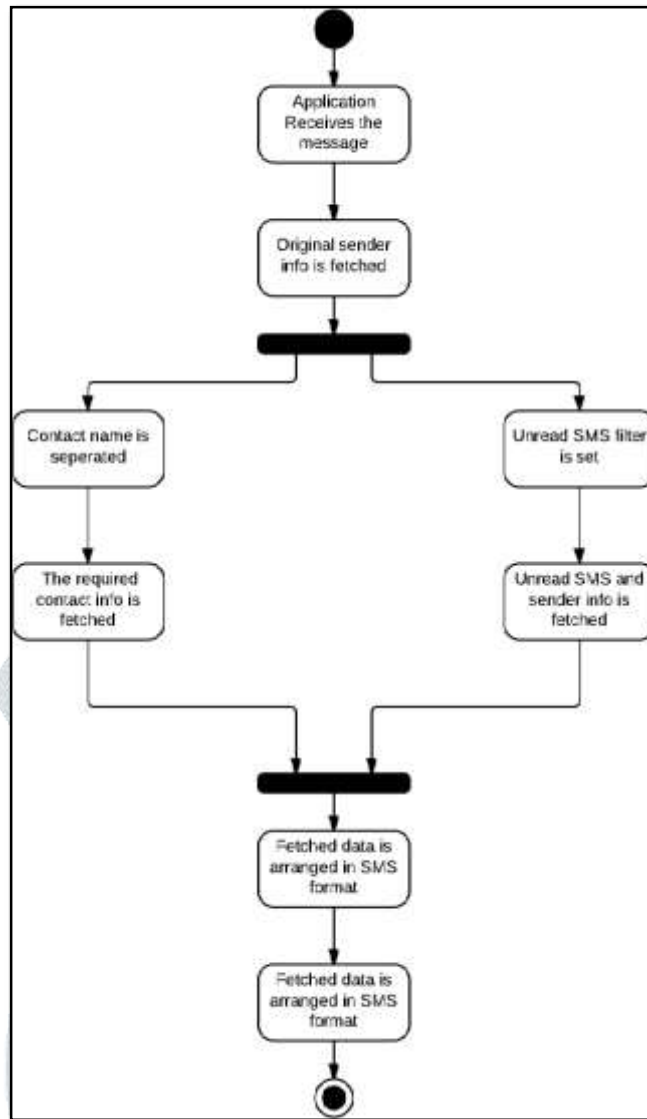 Application
Receives the
message
Original sender
info is fetched
Contact name is
seperated
Unread SMS filter
is set
The required
contact info is
fetched
Unread SMS and
sender info is
fetched
Fetched data is
arranged in SMS
format
Fetched data is
arranged in SMS
format